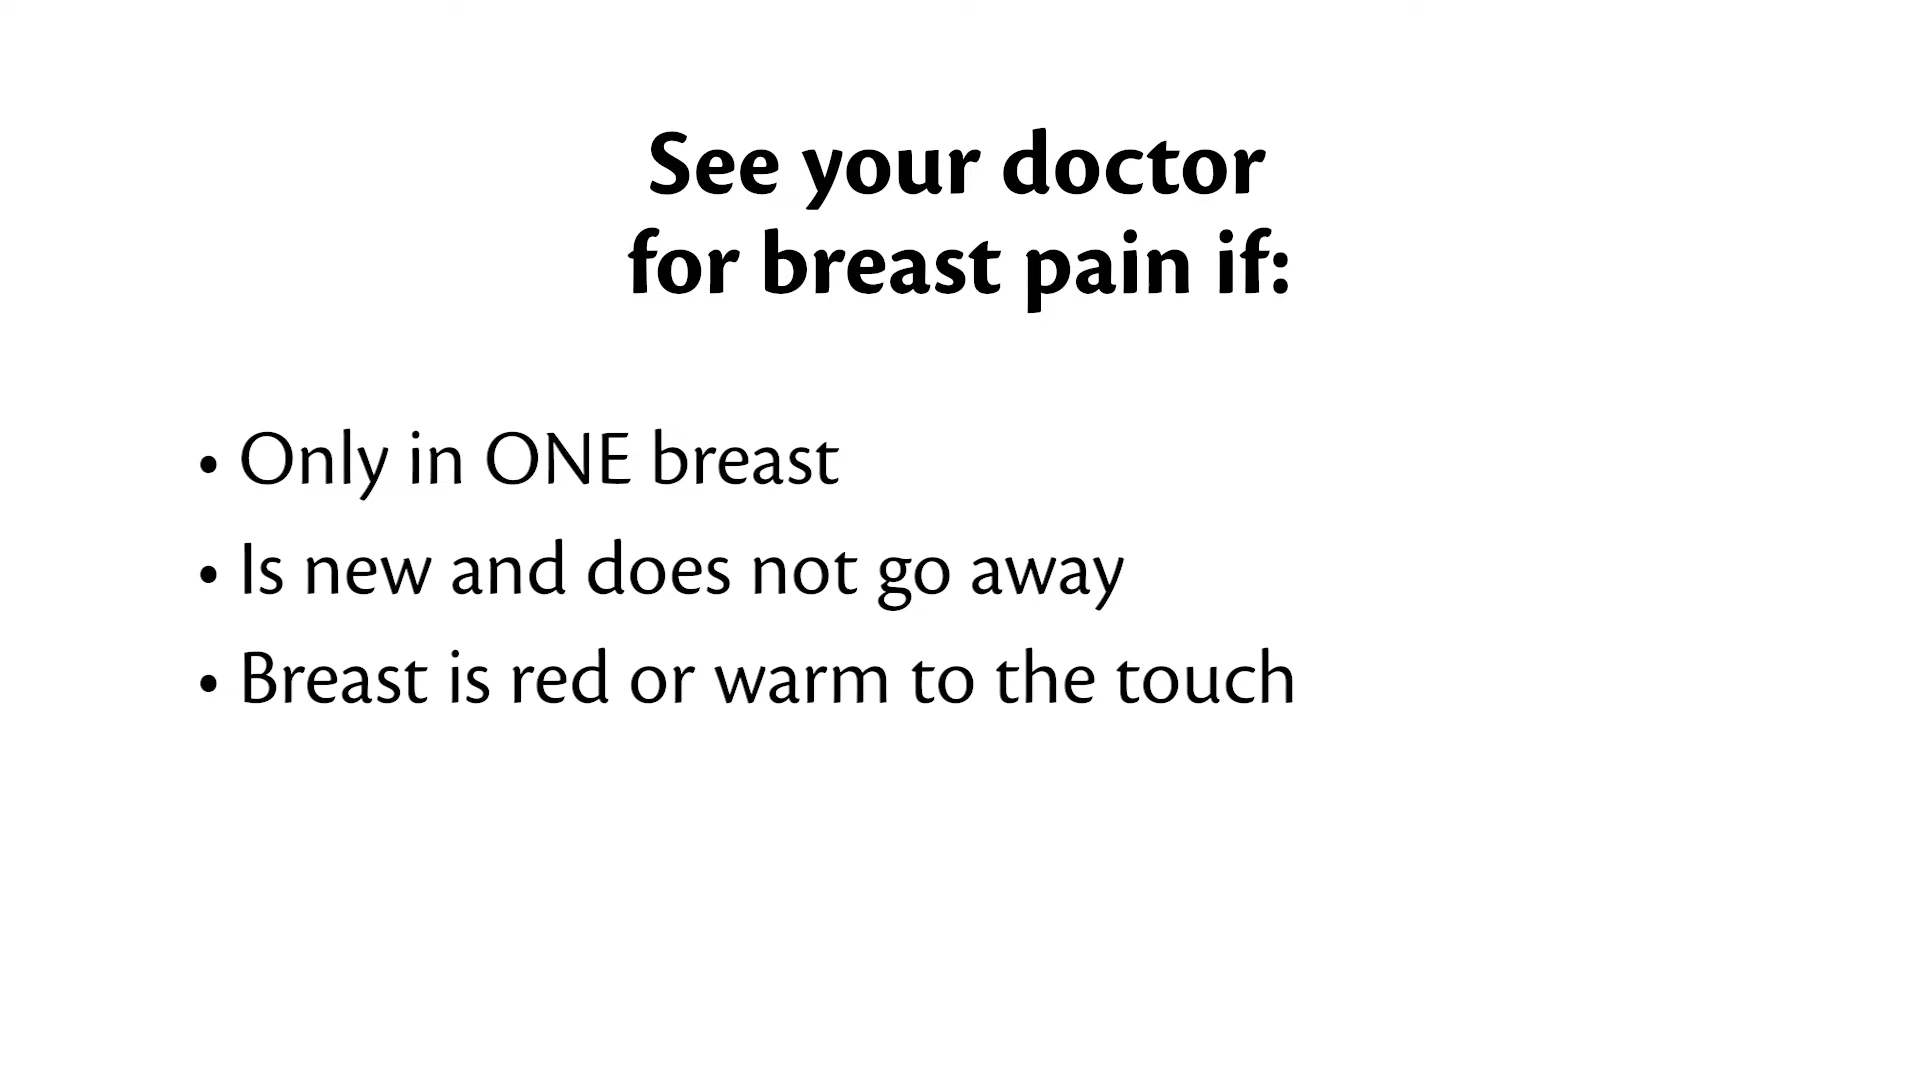 See your doctor
for breast pain if:
• Only in ONE breast
• Is new and does not go away
• Breast is red or warm to the touch